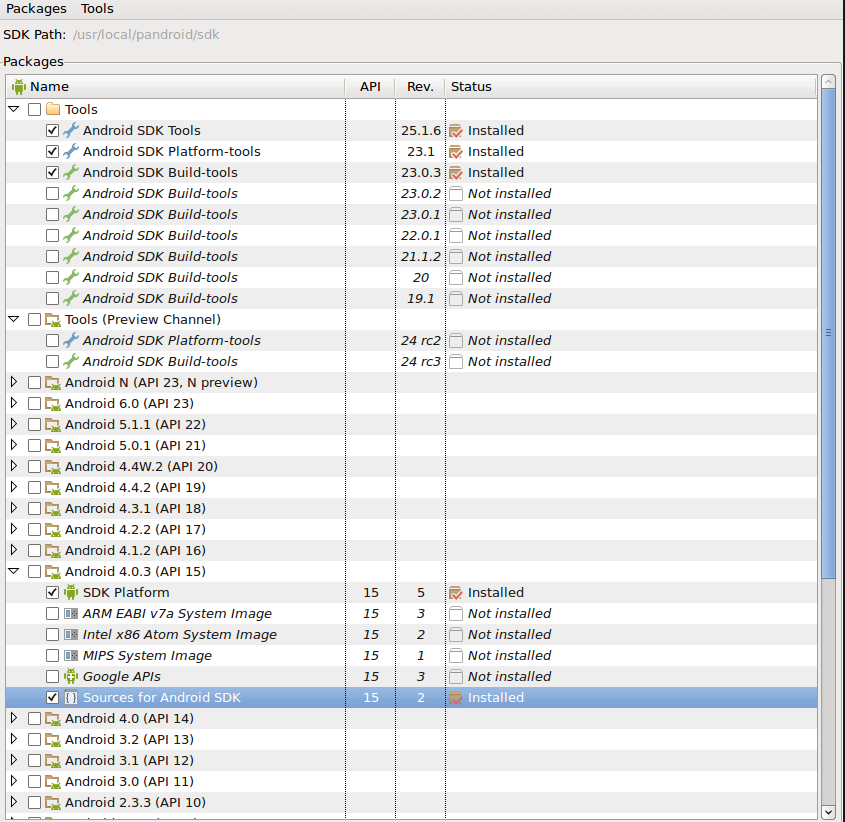 Packages Tools
SDK Path: /usr/local/pandroid/sdk
Packages
Name API Rev. Status
Tools
Android SDK Tools 25.1.6 Installed
Android SDK Platform-tools 23.1 Installed
Android SDK Build-tools 23.0.3 Installed
Android SDK Build-tools 23.0.2 Not installed
Android SDK Build-tools 23.0.1 Not installed
Android SDK Build-tools 22.0.1 Not installed
Android SDK Build-tools 21.1.2 Not installed
Android SDK Build-tools 20 Not installed
Android SDK Build-tools 19.1 Not installed
Tools (Preview Channel)
Android SDK Platform-tools 24 rc2 Not installed
Android SDK Build-tools 24 rc3 Not installed
Android N (API 23, N preview)
Android 6.0 (API 23)
Android 5.1.1 (API 22)
Android 5.0.1 (API 21)
Android 4.4W.2 (API 20)
Android 4.4.2 (API 19)
Android 4.3.1 (API 18)
Android 4.2.2 (API 17)
Android 4.1.2 (API 16)
Android 4.0.3 (API 15)
SDK Platform 15 5 Installed
ARM EABI v7a System Image 15 3 Not installed
Intel x86 Atom System Image 15 2 Not installed
MIPS System Image 15 1 Not installed
Google APIs 15 3 Not installed
Sources for Android SDK 15 2 Installed
Android 4.0 (API 14)
Android 3.2 (API 13)
Android 3.1 (API 12)
Android 3.0 (API 11)
Android 2.3.3 (API 10)